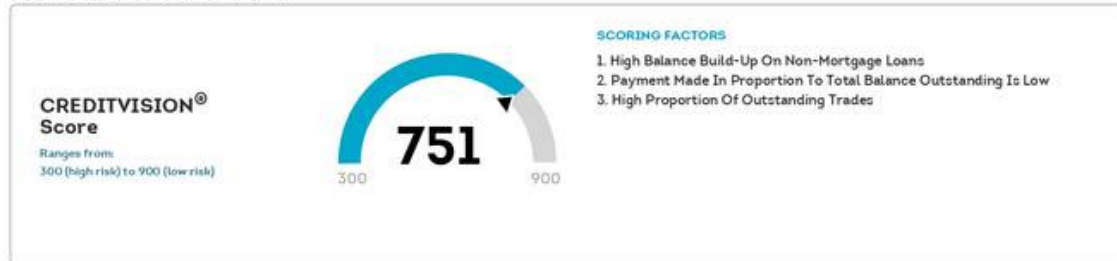 CREDITVISION®
Score
Ranges from:
300 (high risk) to 900 (low risk)
751
300
900
SCORING FACTORS
1. High Balance Build-Up On Non-Mortgage Loans
2. Payment Made In Proportion To Total Balance Outstanding Is Low
3. High Proportion Of Outstanding Trades